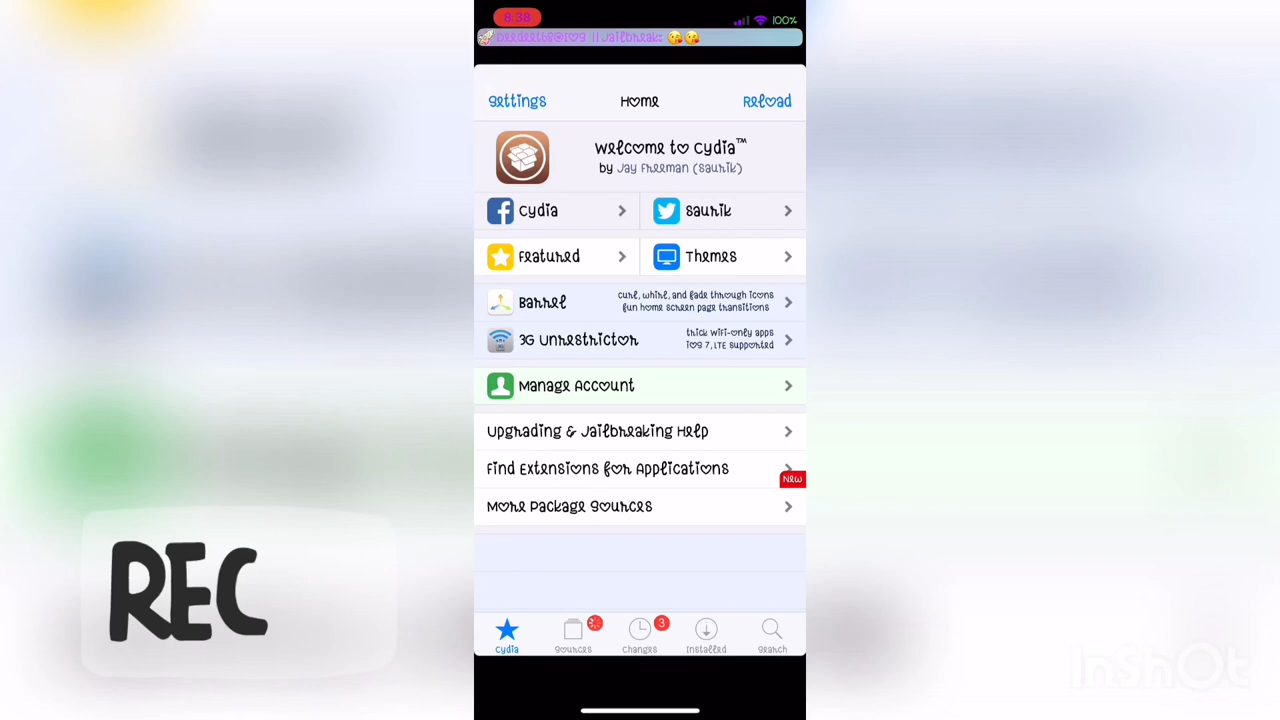 8:38
100%
Settings
Home
Reload
Welcome to Cydia™
by Jay Freeman (saurik)
Cydia
saurik
Featured
Themes
Barrel
curl, whirl, and fade through icons
fun home screen page transitions
3G Unrestrictor
trick WiFi-only apps
iOS 7, LTE supported
Manage Account
Upgrading & Jailbreaking Help
Find Extensions for Applications
New
More Package Sources
3
Cydia
Sources
Changes
Installed
Search
REC
InShOt